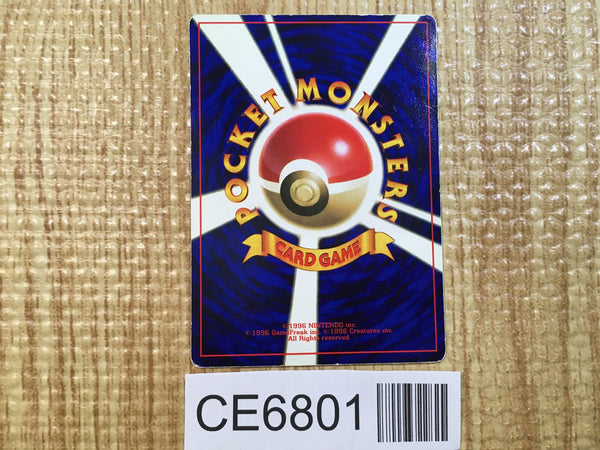 POCKET MONSTERS
CARD GAME
©1996 NINTENDO inc.
©1996 GameFreak inc. ©1996 Creatures inc.
All Rights reserved.
CE6801